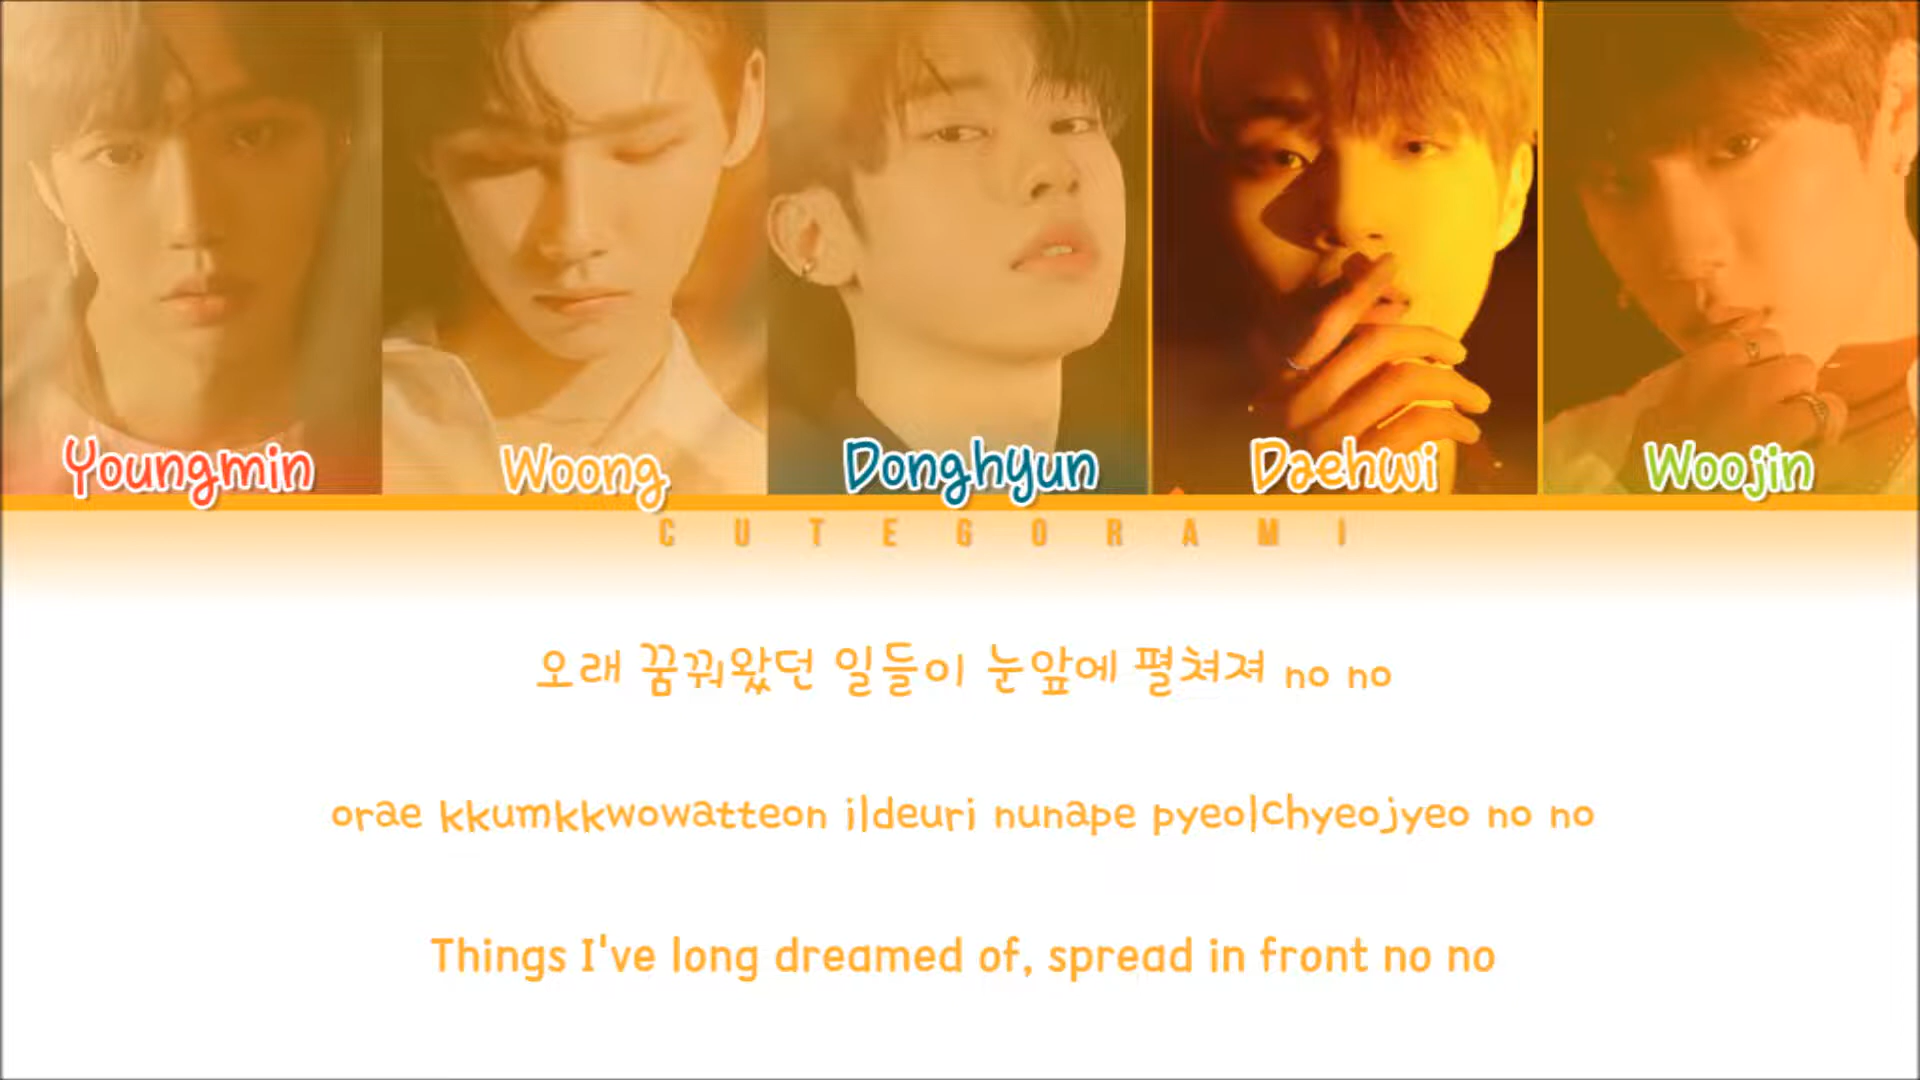 Youngmin Woong Donghyun Daehwi Woojin
CUTEGORAMI
오래 꿈꿔왔던 일들이 눈앞에 펼쳐져 no no
orae kkumkkwowatteon ildeuri nunape pyeolchyeojyeo no no
Things I've long dreamed of, spread in front no no